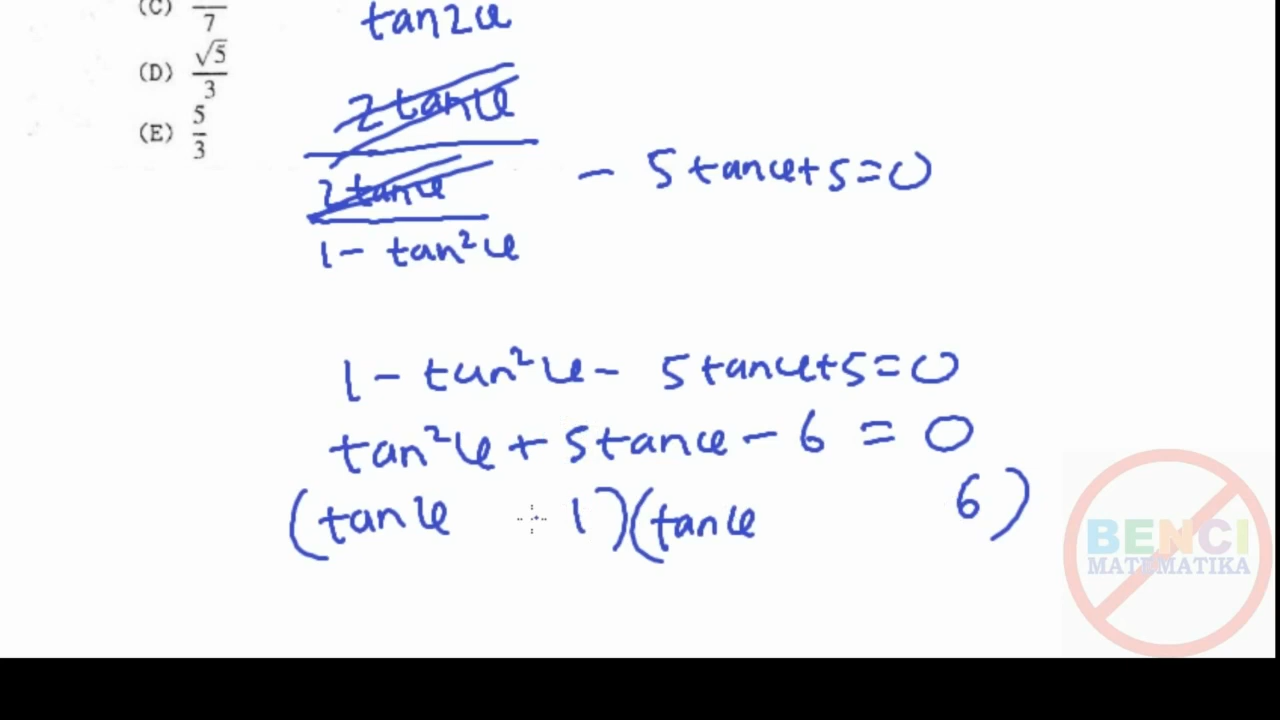 (C) 7
(D) √5/3
(E) 5/3
tan2α
2tanα
2tanα - 5tanα+5=0
1- tan²α
1- tan²α- 5tanα+5=0
tan²α+5tanα-6=0
(tanα 1)(tanα 6)
BENCI
MATEMATIKA